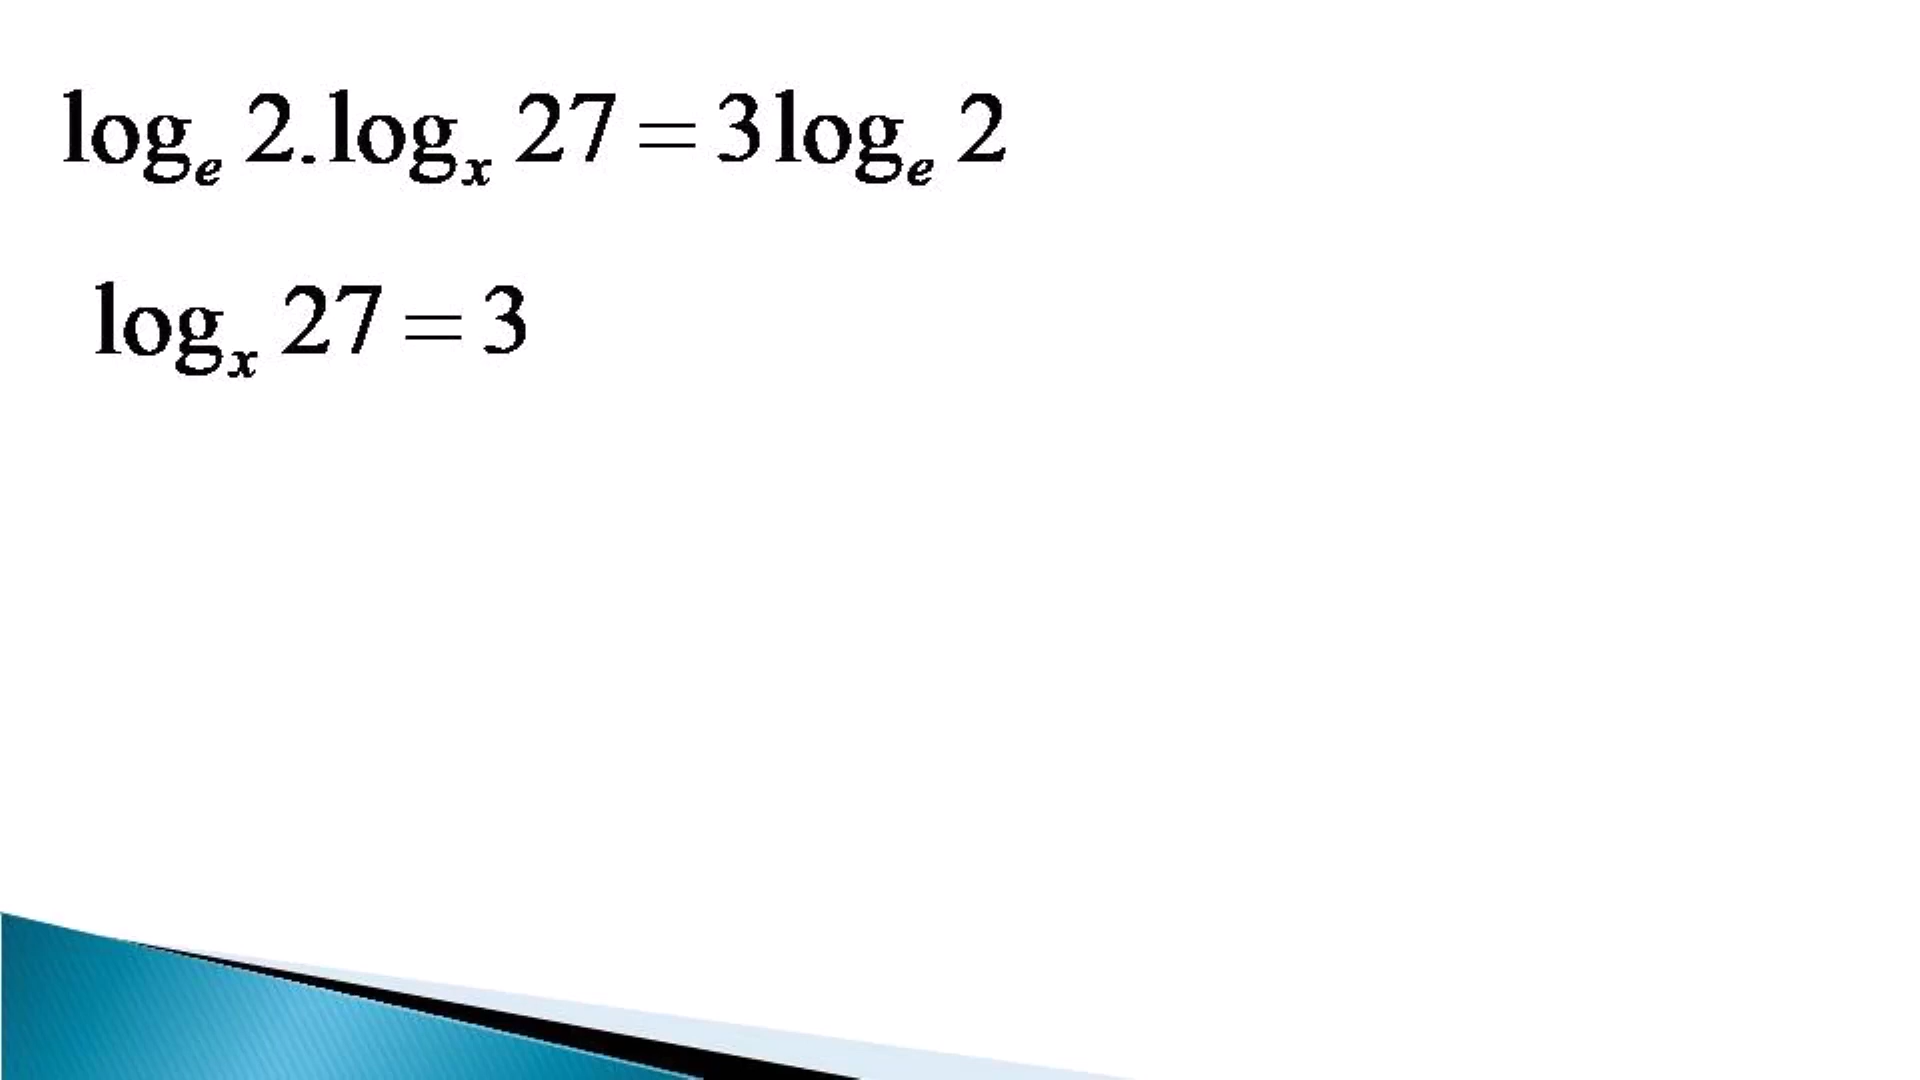 logₑ 2.logₓ 27 = 3logₑ 2
logₓ 27 = 3